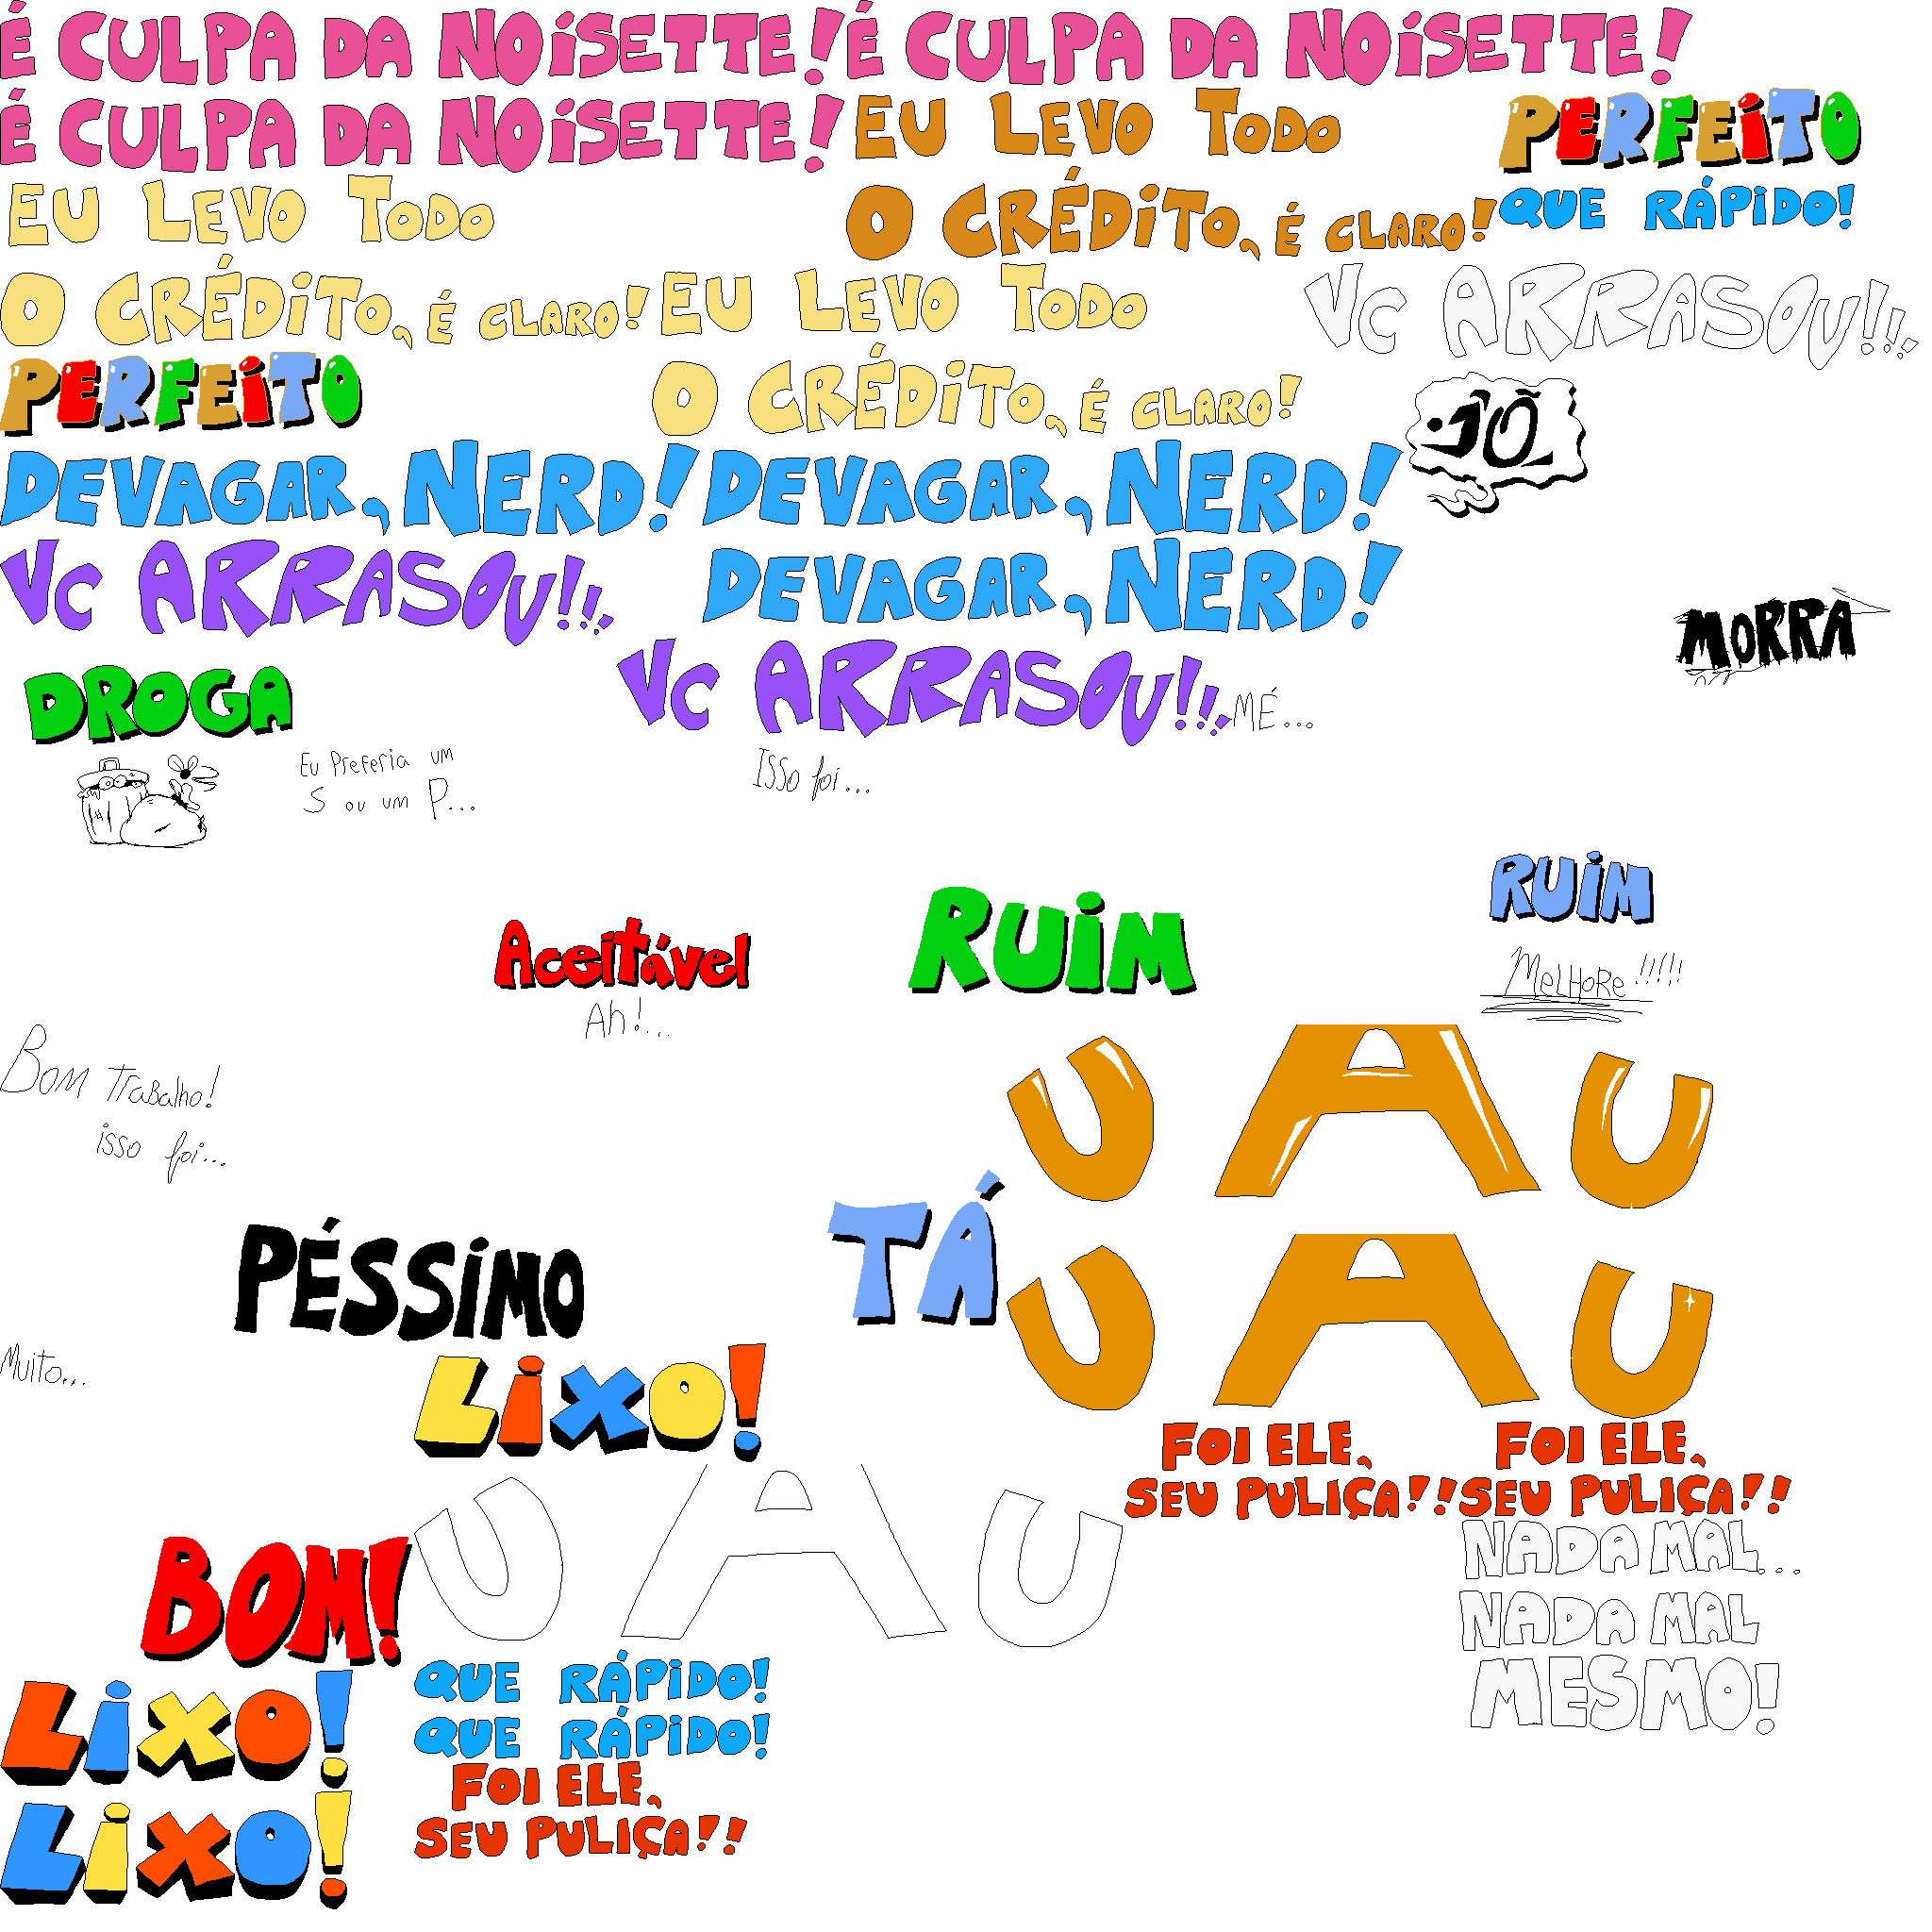 É CULPA DA NOiSETTE! É CULPA DA NOiSETTE!
É CULPA DA NOiSETTE!
EU LEVO TODO
O CRÉDiTO, É CLARO!
PERFEiTO
QUE RÁPiDO!
EU LEVO TODO
O CRÉDiTO, É CLARO!
EU LEVO TODO
O CRÉDiTO, É CLARO!
VC ARRASOU!!!
PERFEiTO
DEVAGAR, NERD! DEVAGAR, NERD!
VC ARRASOU!!!
DEVAGAR, NERD!
MORRA
DROGA
VC ARRASOU!!!
MÉ...
Eu Preferia um
S ou um P...
Isso foi...
RUiM
MELHORe!!!!!
Aceitável
Ah!...
RUiM
Bom Trabalho!
isso foi...
UAU
PÉSSiMO
TÁ
UAU
Muito...
LiXO!
FOI ELE,
SEU PULIÇA!!
FOI ELE,
SEU PULIÇA!!
BOM!
UAU
NADA MAL...
NADA MAL
MESMO!
LiXO!
QUE RÁPiDO!
QUE RÁPiDO!
FOI ELE,
SEU PULIÇA!!
LiXO!